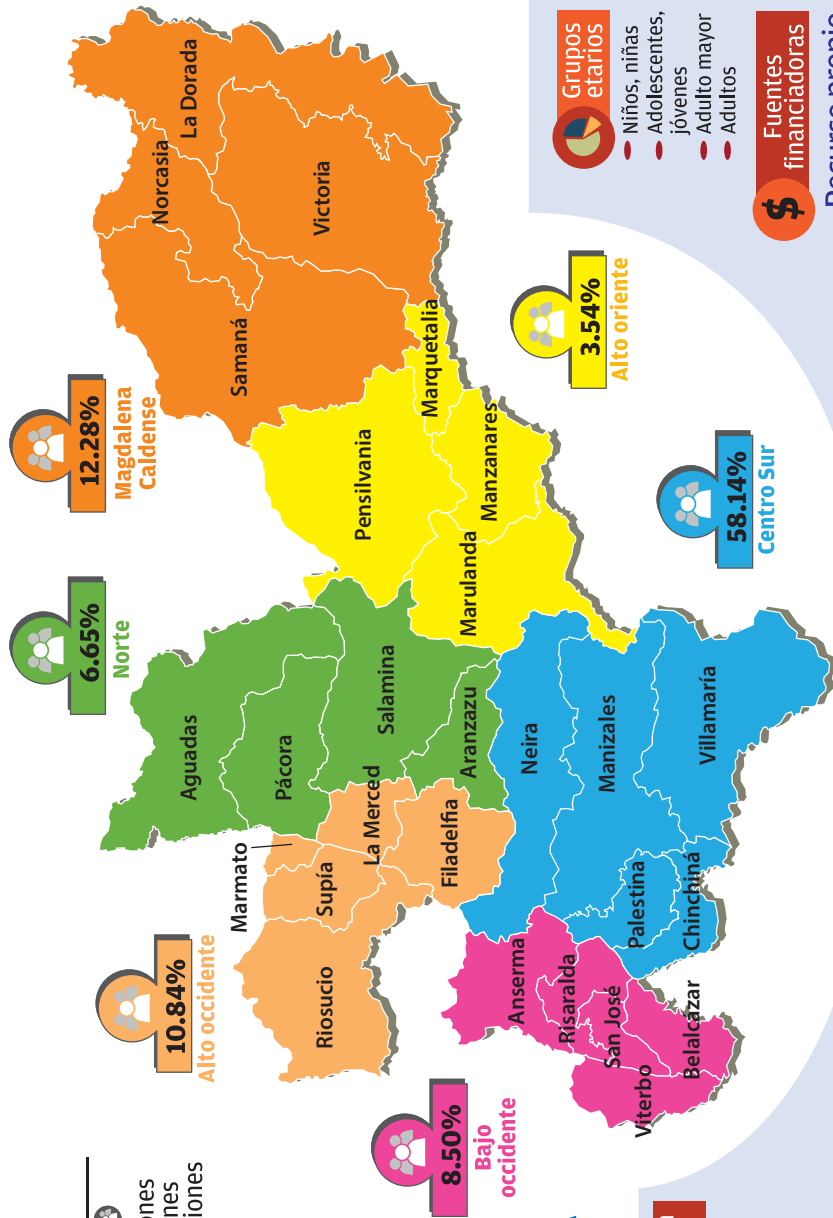 ones
nes
iones
10.84%
Alto occidente
8.50%
Bajo
occidente
6.65%
Norte
12.28%
Magdalena
Caldense
58.14%
Centro Sur
3.54%
Alto oriente
Riosucio
Marmato
Supía
La Merced
Filadelfia
Aguadas
Pácora
Salamina
Aranzazu
Samaná
Norcasia
La Dorada
Victoria
Pensilvania
Marquetalia
Manzanares
Marulanda
Neira
Manizales
Villamaría
Palestina
Chinchiná
Anserma
Risaralda
San José
Viterbo
Belalcázar
Grupos
etarios
Niños, niñas
Adolescentes,
jóvenes
Adulto mayor
Adultos
$ Fuentes
financiadoras